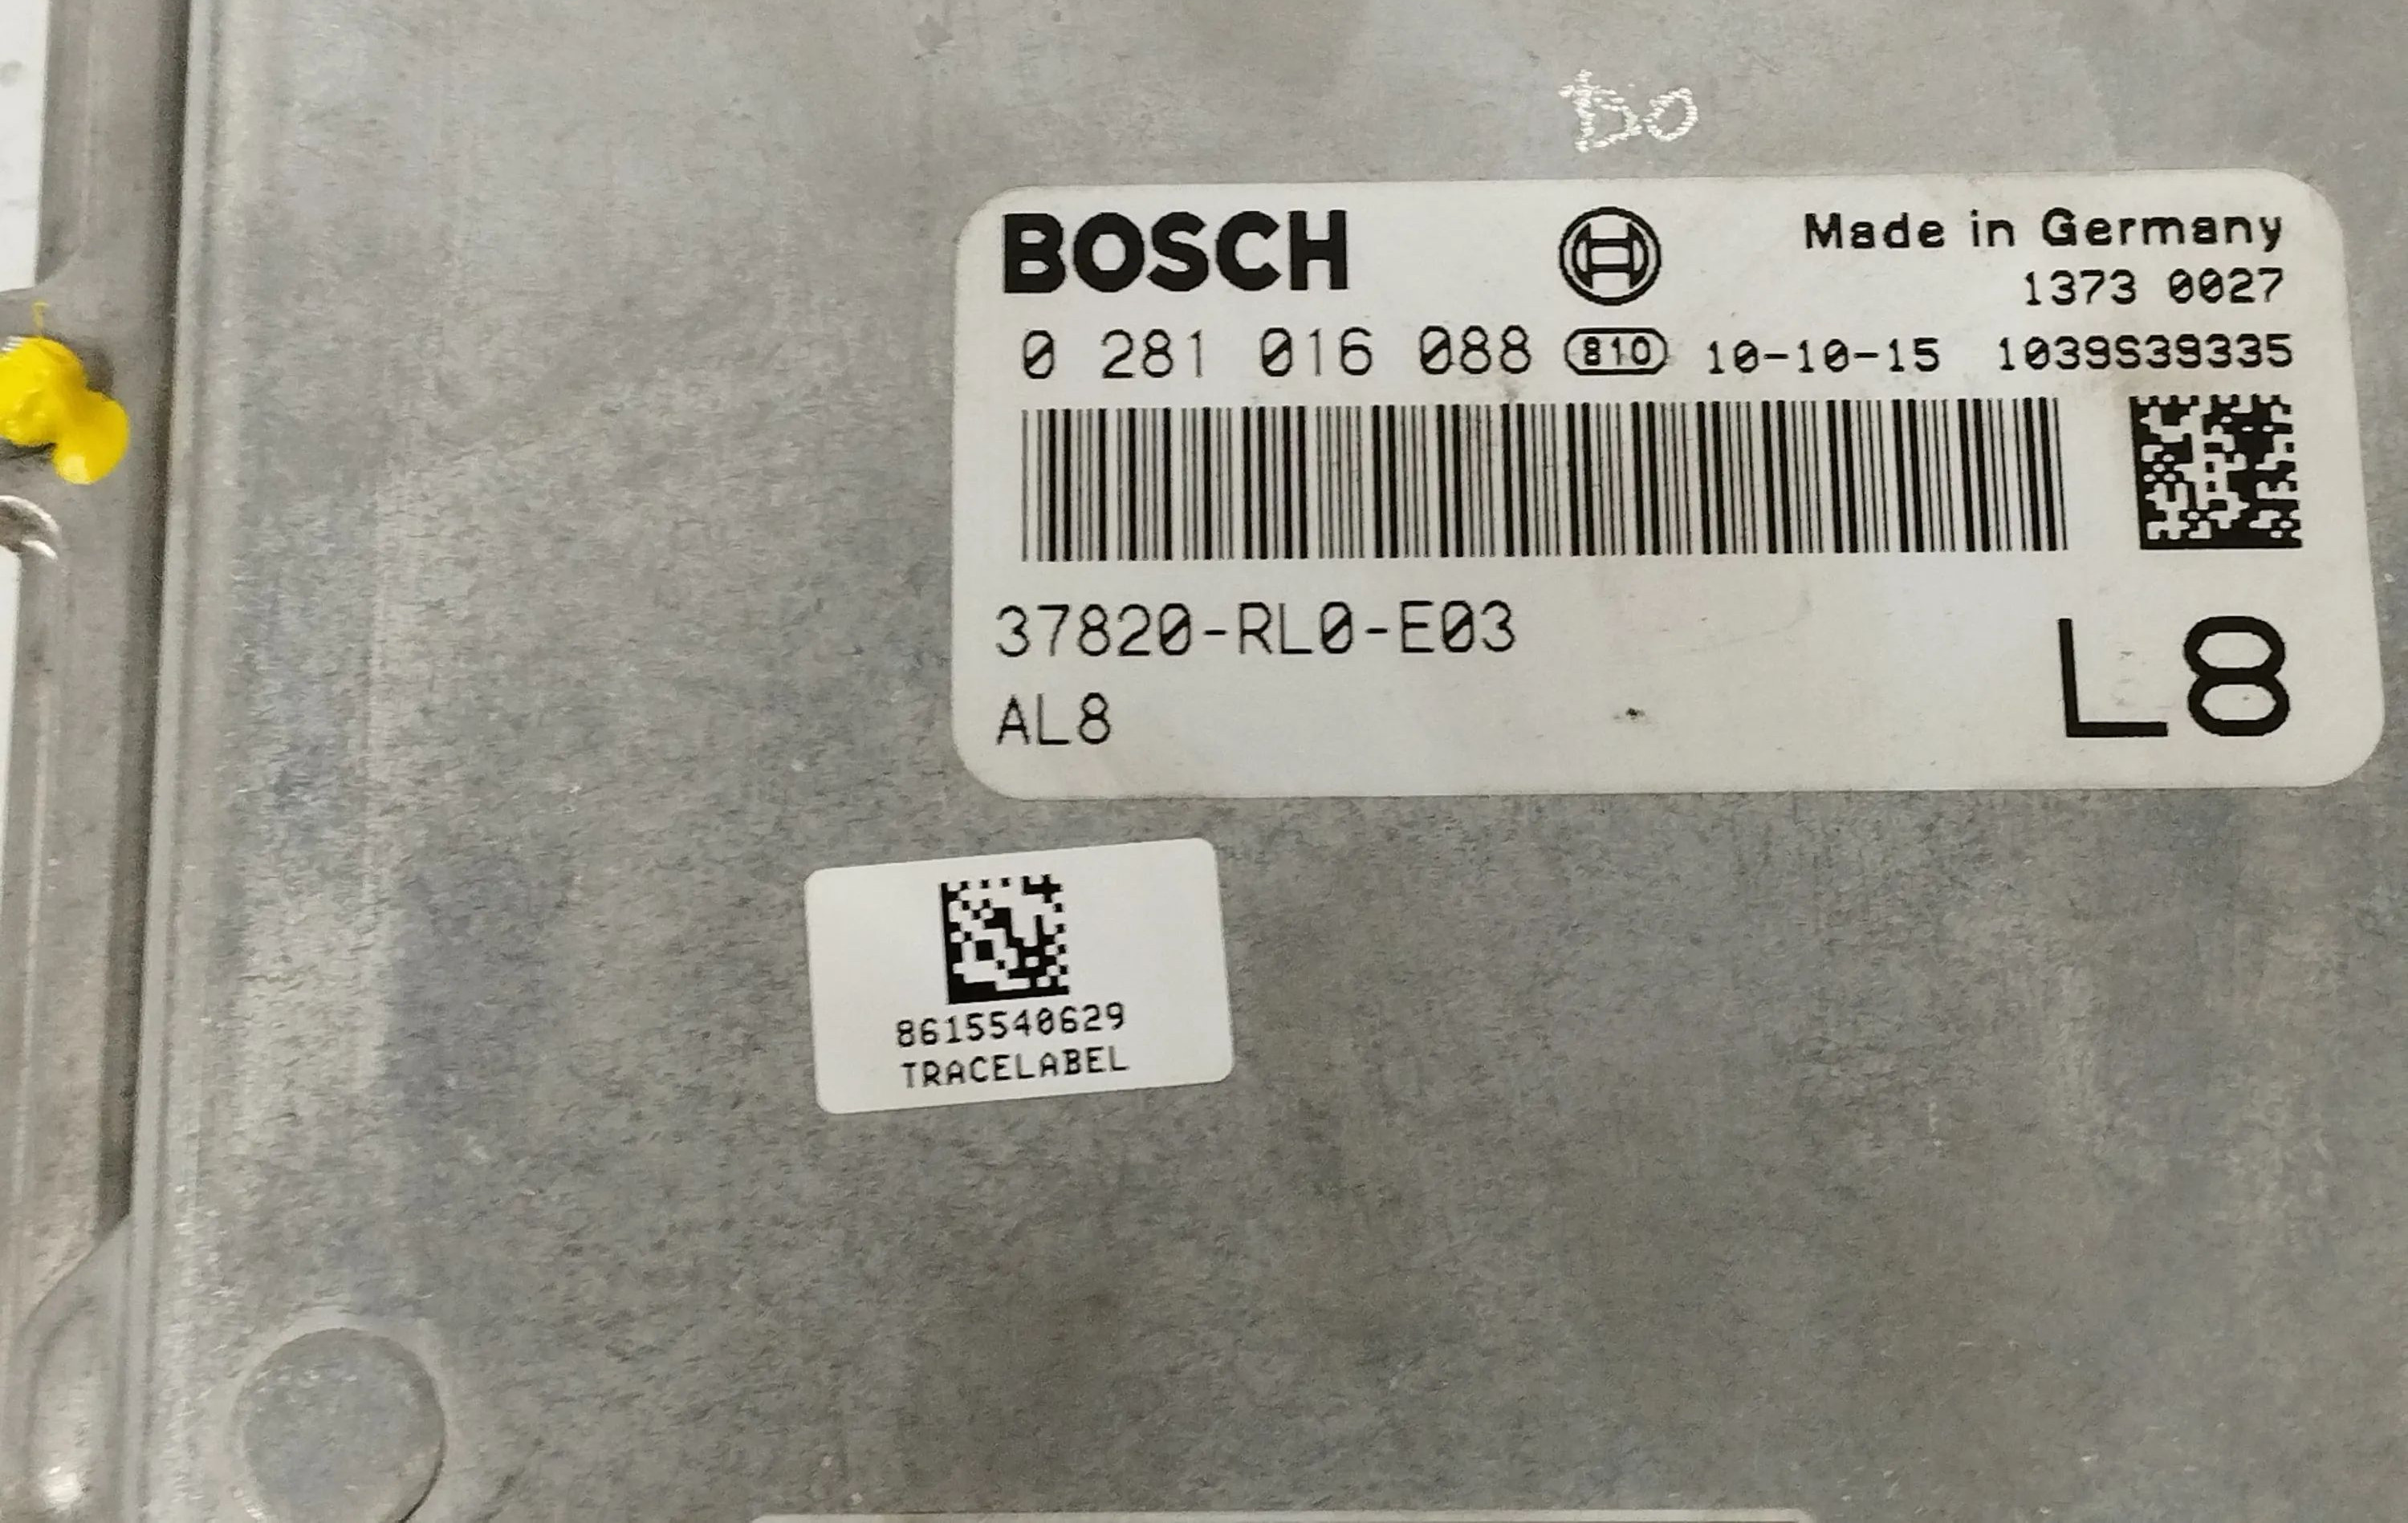 BOSCH
Made in Germany
1373 0027
0 281 016 088 810 10-10-15 1039S39335
37820-RL0-E03
AL8
L8
8615540629
TRACELABEL